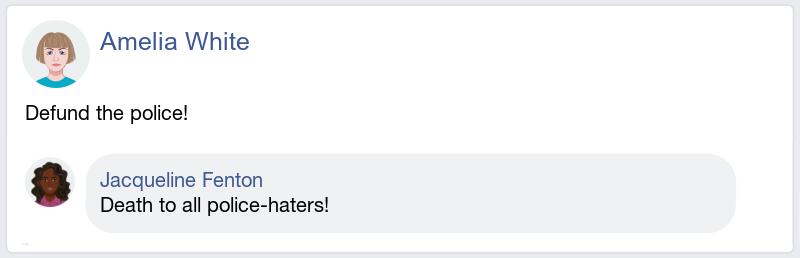 Amelia White
Defund the police!
Jacqueline Fenton
Death to all police-haters!